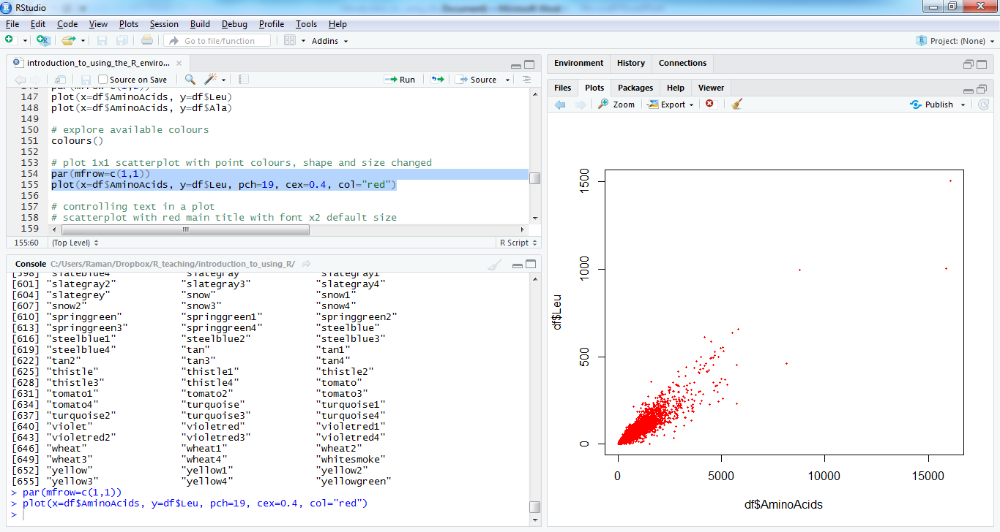 RStudio
File Edit Code View Plots Session Build Debug Profile Tools Help
Go to file/function Addins Project: (None)
introduction_to_using_the_R_enviro...
Source on Save Run Source
147 plot(x=df$AminoAcids, y=df$Leu)
148 plot(x=df$AminoAcids, y=df$Ala)
149
150 # explore available colours
151 colours()
152
153 # plot 1x1 scatterplot with point colours, shape and size changed
154 par(mfrow=c(1,1))
155 plot(x=df$AminoAcids, y=df$Leu, pch=19, cex=0.4, col="red")
156
157 # controlling text in a plot
158 # scatterplot with red main title with font x2 default size
159
155:60 (Top Level) R Script
Console C:/Users/Raman/Dropbox/R_teaching/introduction_to_using_R/
[598] "slateblue4" "slategray" "slategray1"
[601] "slategray2" "slategray3" "slategray4"
[604] "slategrey" "snow" "snow1"
[607] "snow2" "snow3" "snow4"
[610] "springgreen" "springgreen1" "springgreen2"
[613] "springgreen3" "springgreen4" "steelblue"
[616] "steelblue1" "steelblue2" "steelblue3"
[619] "steelblue4" "tan" "tan1"
[622] "tan2" "tan3" "tan4"
[625] "thistle" "thistle1" "thistle2"
[628] "thistle3" "thistle4" "tomato"
[631] "tomato1" "tomato2" "tomato3"
[634] "tomato4" "turquoise" "turquoise1"
[637] "turquoise2" "turquoise3" "turquoise4"
[640] "violet" "violetred" "violetred1"
[643] "violetred2" "violetred3" "violetred4"
[646] "wheat" "wheat1" "wheat2"
[649] "wheat3" "wheat4" "whitesmoke"
[652] "yellow" "yellow1" "yellow2"
[655] "yellow3" "yellow4" "yellowgreen"
> par(mfrow=c(1,1))
> plot(x=df$AminoAcids, y=df$Leu, pch=19, cex=0.4, col="red")
>
Environment History Connections
Files Plots Packages Help Viewer
Zoom Export Publish
1500
1000
500
0
df$Leu
0 5000 10000 15000
df$AminoAcids